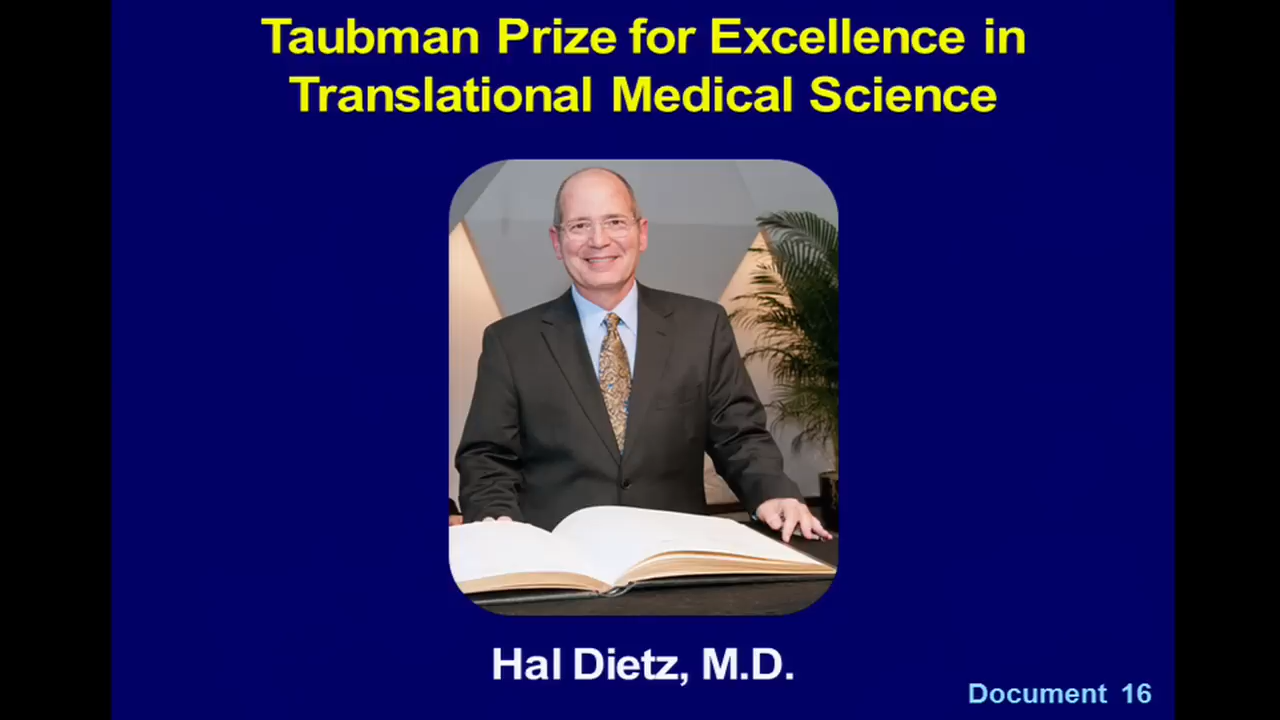 Taubman Prize for Excellence in
Translational Medical Science
Hal Dietz, M.D.
Document 16